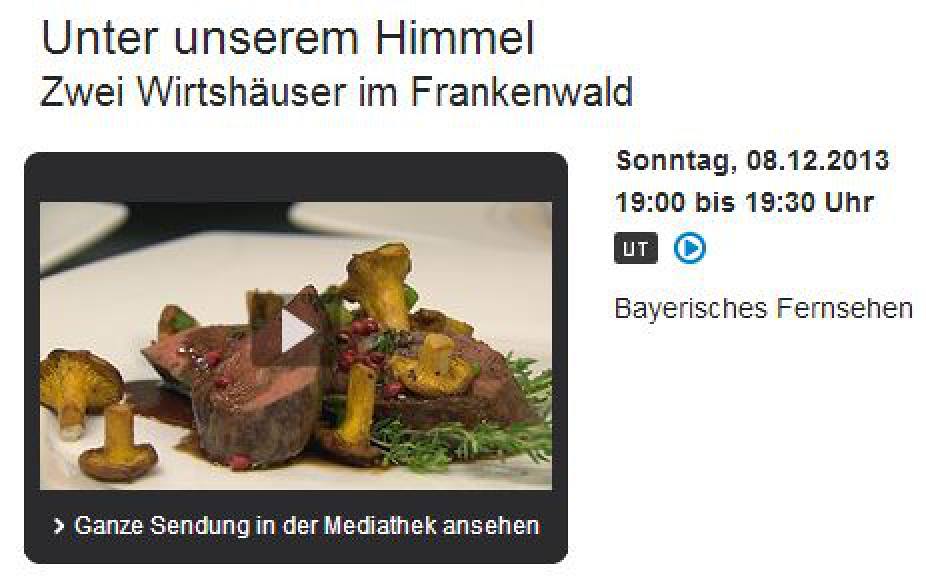 Unter unserem Himmel
Zwei Wirtshäuser im Frankenwald
Sonntag, 08.12.2013
19:00 bis 19:30 Uhr
UT
Bayerisches Fernsehen
Ganze Sendung in der Mediathek ansehen